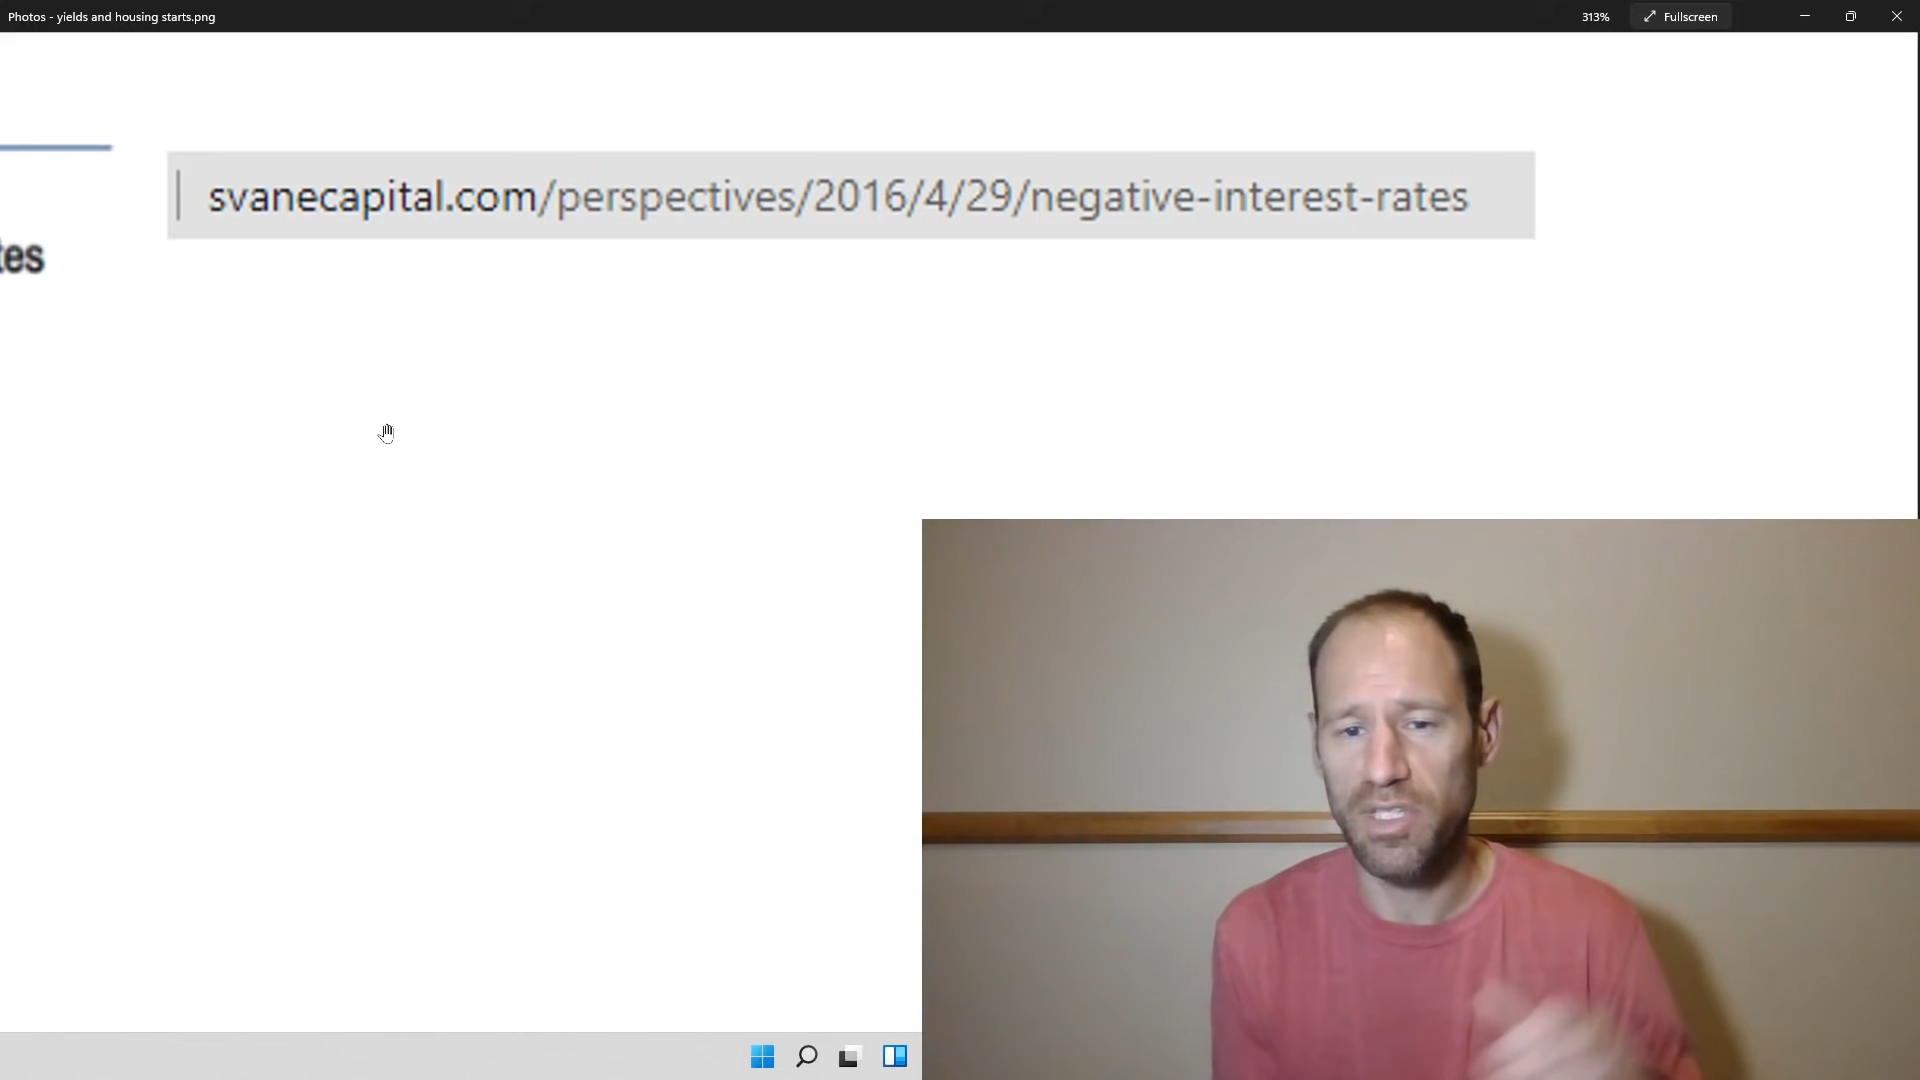 Photos - yields and housing starts.png
313%
Fullscreen
svanecapital.com/perspectives/2016/4/29/negative-interest-rates
tes